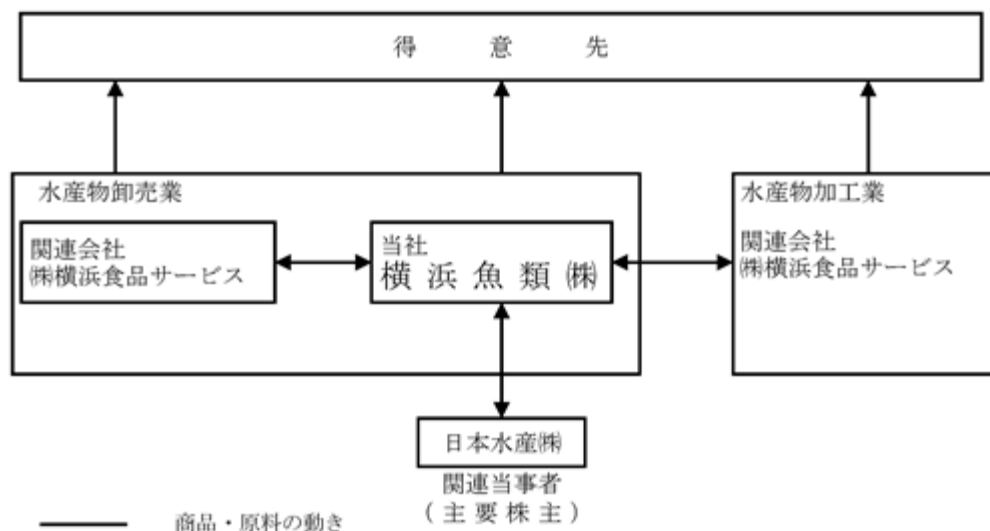 得意先
水産物卸売業
関連会社
㈱横浜食品サービス
当社
横浜魚類㈱
水産物加工業
関連会社
㈱横浜食品サービス
日本水産㈱
関連当事者
(主要株主)
商品・原料の動き